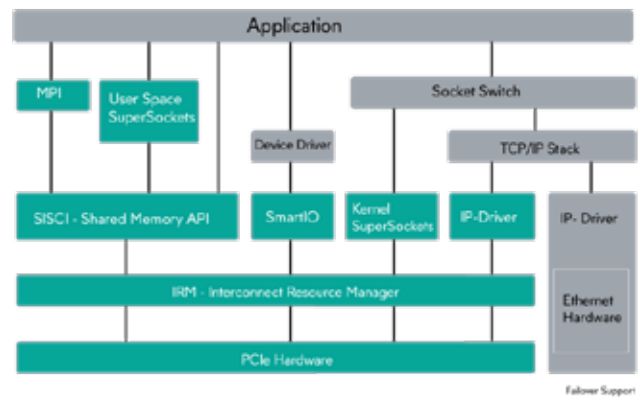 Application
MPI
User Space
SuperSockets
Socket Switch
Device Driver
TCP/IP Stack
SISCI - Shared Memory API
SmartIO
Kernel
SuperSockets
IP-Driver
IP- Driver
IRM - Interconnect Resource Manager
Ethernet
Hardware
PCIe Hardware
Failover Support